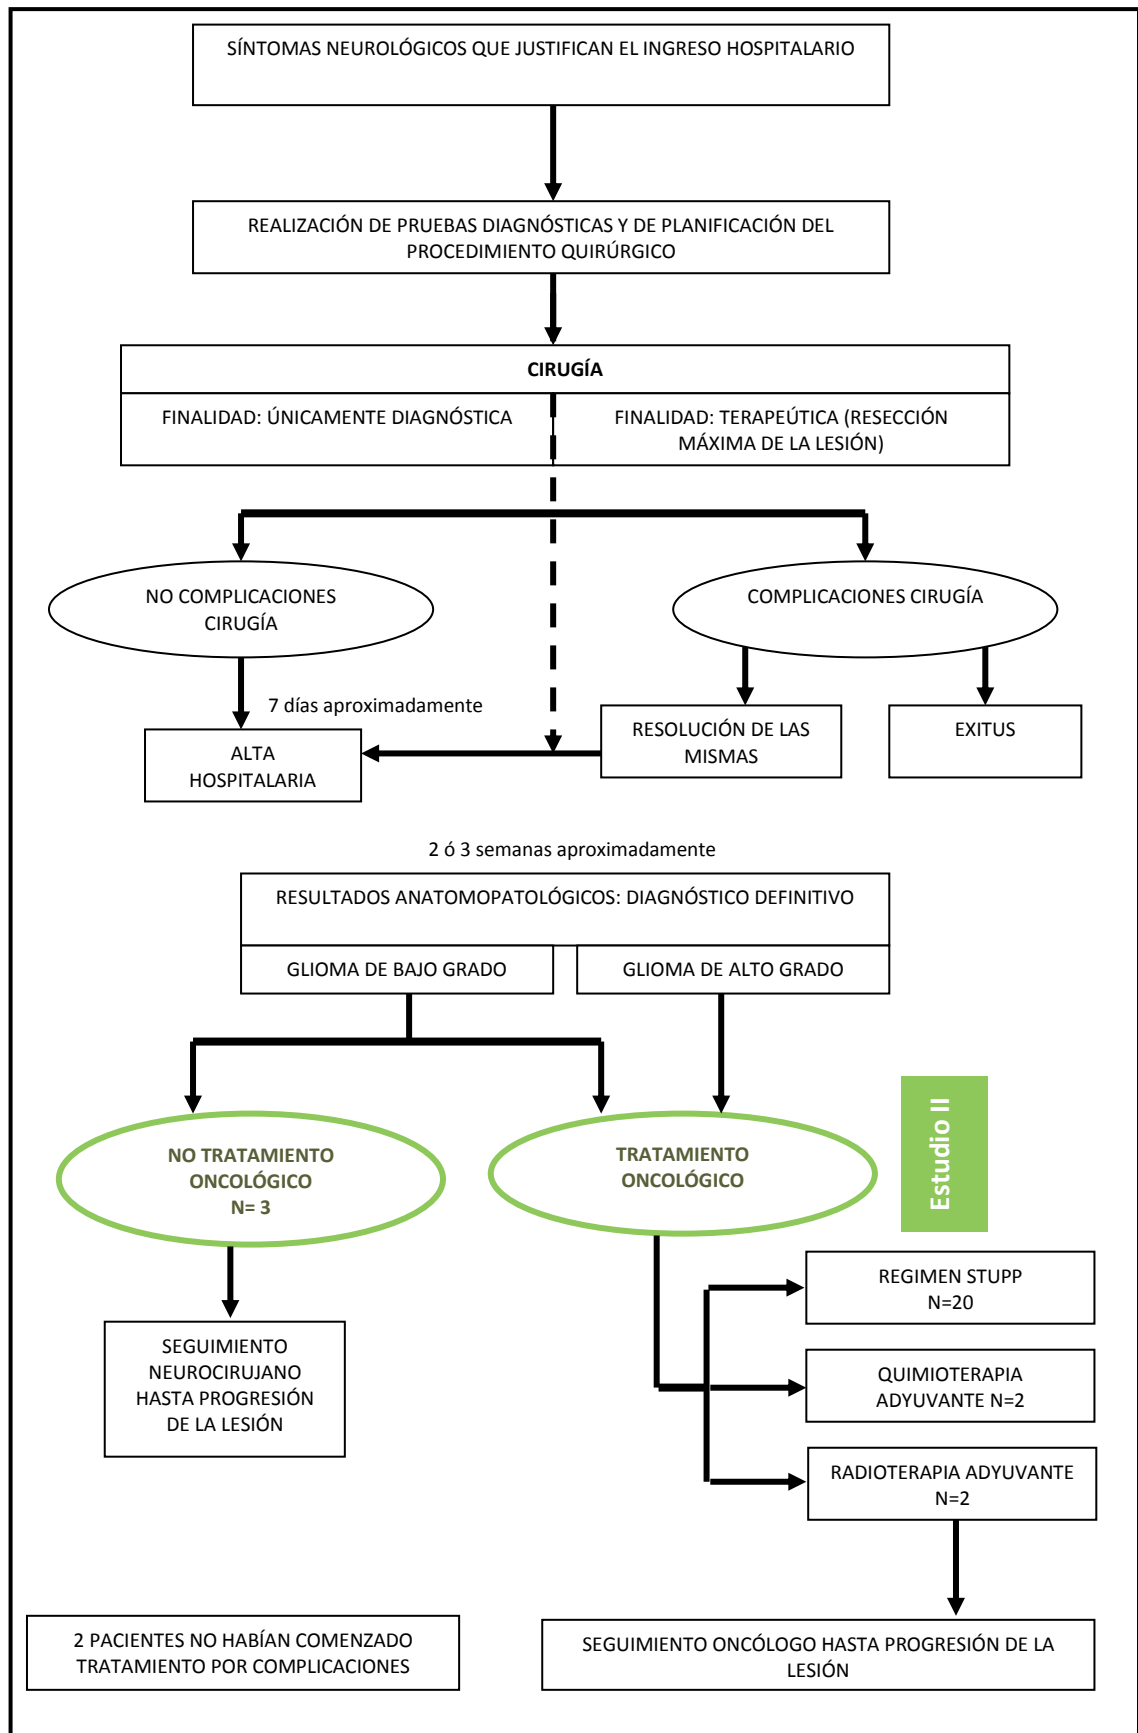 SÍNTOMAS NEUROLÓGICOS QUE JUSTIFICAN EL INGRESO HOSPITALARIO
REALIZACIÓN DE PRUEBAS DIAGNÓSTICAS Y DE PLANIFICACIÓN DEL
PROCEDIMIENTO QUIRÚRGICO
CIRUGÍA
FINALIDAD: ÚNICAMENTE DIAGNÓSTICA
FINALIDAD: TERAPEÚTICA (RESECCIÓN
MÁXIMA DE LA LESIÓN)
NO COMPLICACIONES
CIRUGÍA
COMPLICACIONES CIRUGÍA
7 días aproximadamente
ALTA
HOSPITALARIA
RESOLUCIÓN DE LAS
MISMAS
EXITUS
2 ó 3 semanas aproximadamente
RESULTADOS ANATOMOPATOLÓGICOS: DIAGNÓSTICO DEFINITIVO
GLIOMA DE BAJO GRADO
GLIOMA DE ALTO GRADO
NO TRATAMIENTO
ONCOLÓGICO
N= 3
TRATAMIENTO
ONCOLÓGICO
Estudio II
REGIMEN STUPP
N=20
SEGUIMIENTO
NEUROCIRUJANO
HASTA PROGRESIÓN
DE LA LESIÓN
QUIMIOTERAPIA
ADYUVANTE N=2
RADIOTERAPIA ADYUVANTE
N=2
2 PACIENTES NO HABÍAN COMENZADO
TRATAMIENTO POR COMPLICACIONES
SEGUIMIENTO ONCÓLOGO HASTA PROGRESIÓN DE LA
LESIÓN